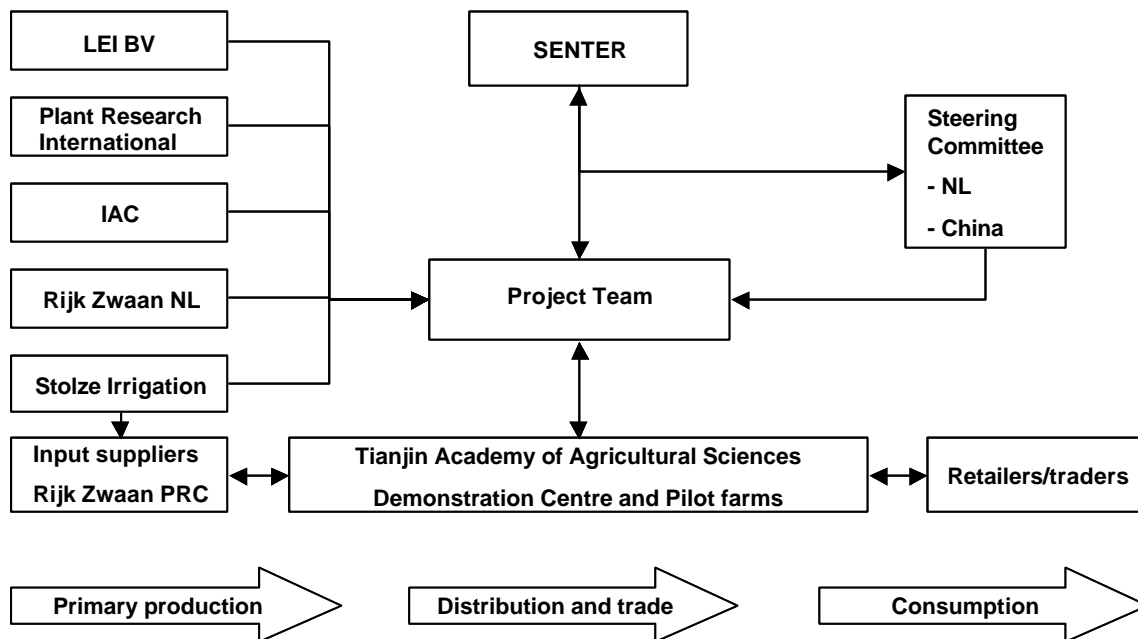 LEI BV
SENTER
Plant Research
International
Steering
Committee
- NL
- China
IAC
Rijk Zwaan NL
Project Team
Stolze Irrigation
Input suppliers
Rijk Zwaan PRC
Tianjin Academy of Agricultural Sciences
Demonstration Centre and Pilot farms
Retailers/traders
Primary production
Distribution and trade
Consumption